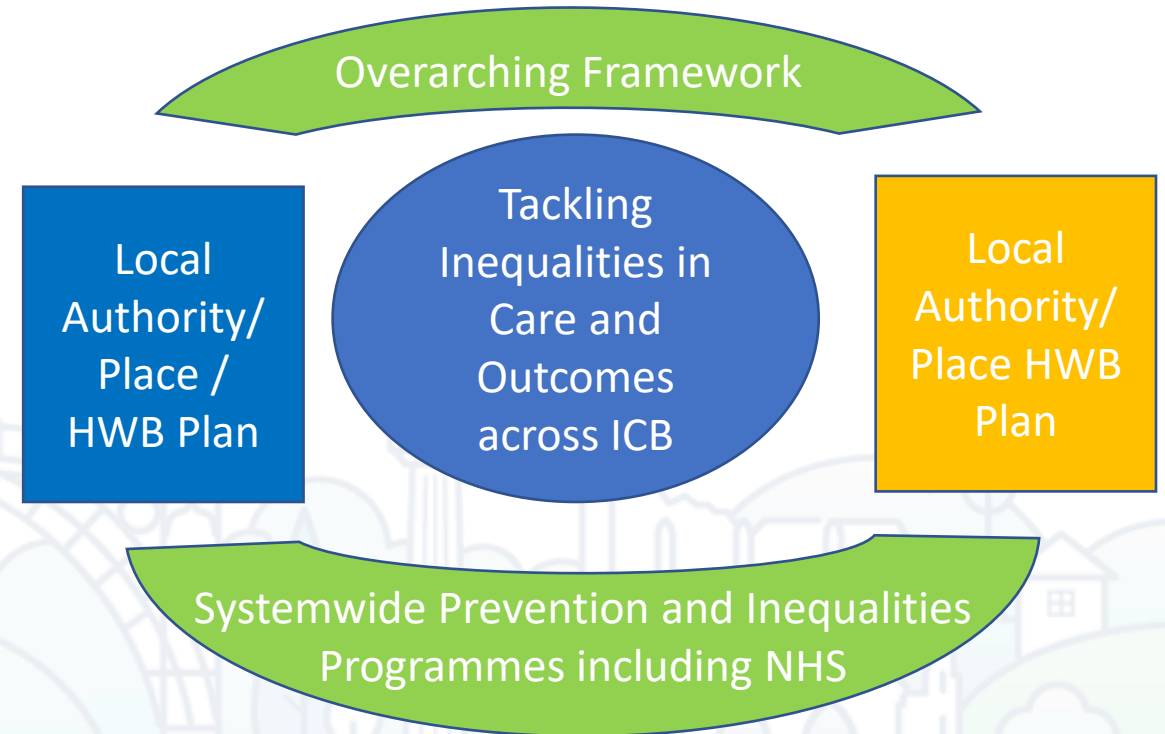 Overarching Framework
Local
Authority/
Place /
HWB Plan
Tackling
Inequalities in
Care and
Outcomes
across ICB
Local
Authority/
Place HWB
Plan
Systemwide Prevention and Inequalities
Programmes including NHS